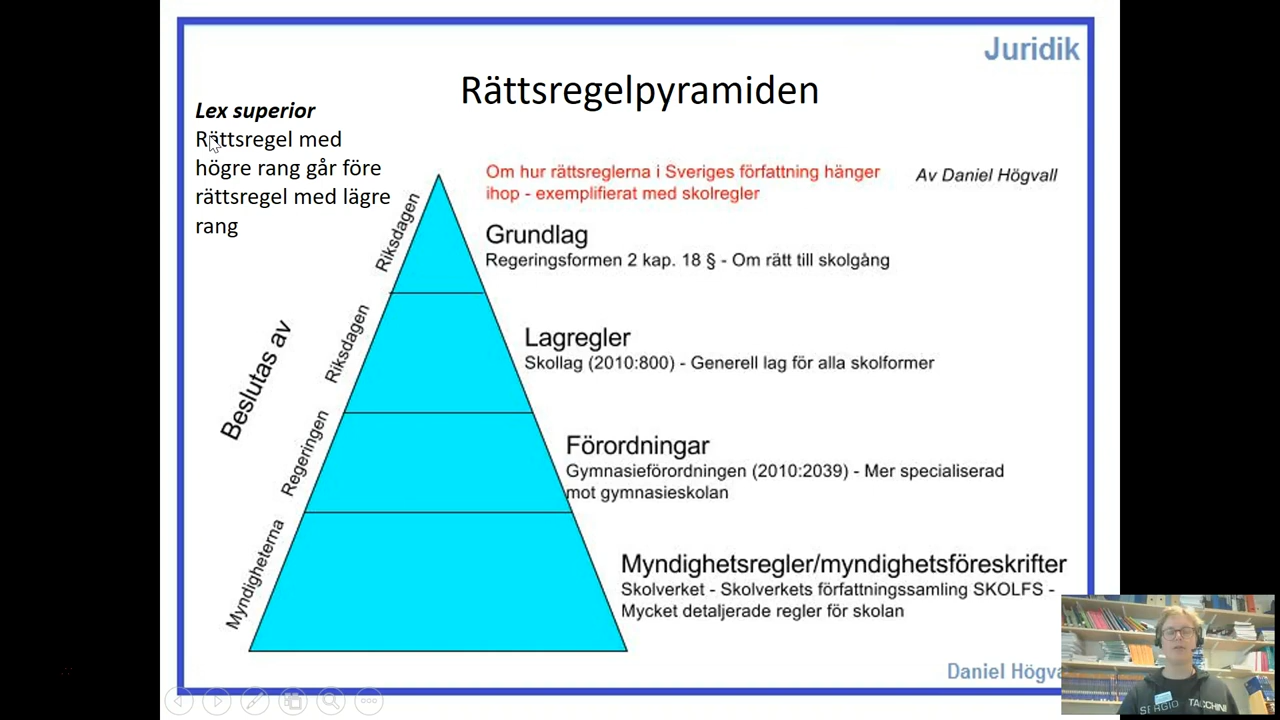 Juridik
Rättsregelpyramiden
Lex superior
Rättsregel med
högre rang går före
rättsregel med lägre
rang
Om hur rättsreglerna i Sveriges författning hänger
ihop - exemplifierat med skolregler
Av Daniel Högvall
Beslutas av
Riksdagen
Grundlag
Regeringsformen 2 kap. 18 § - Om rätt till skolgång
Riksdagen
Lagregler
Skollag (2010:800) - Generell lag för alla skolformer
Regeringen
Förordningar
Gymnasieförordningen (2010:2039) - Mer specialiserad
mot gymnasieskolan
Myndigheterna
Myndighetsregler/myndighetsföreskrifter
Skolverket - Skolverkets författningssamling SKOLFS -
Mycket detaljerade regler för skolan
Daniel Högva
SERGIO TACCHINI